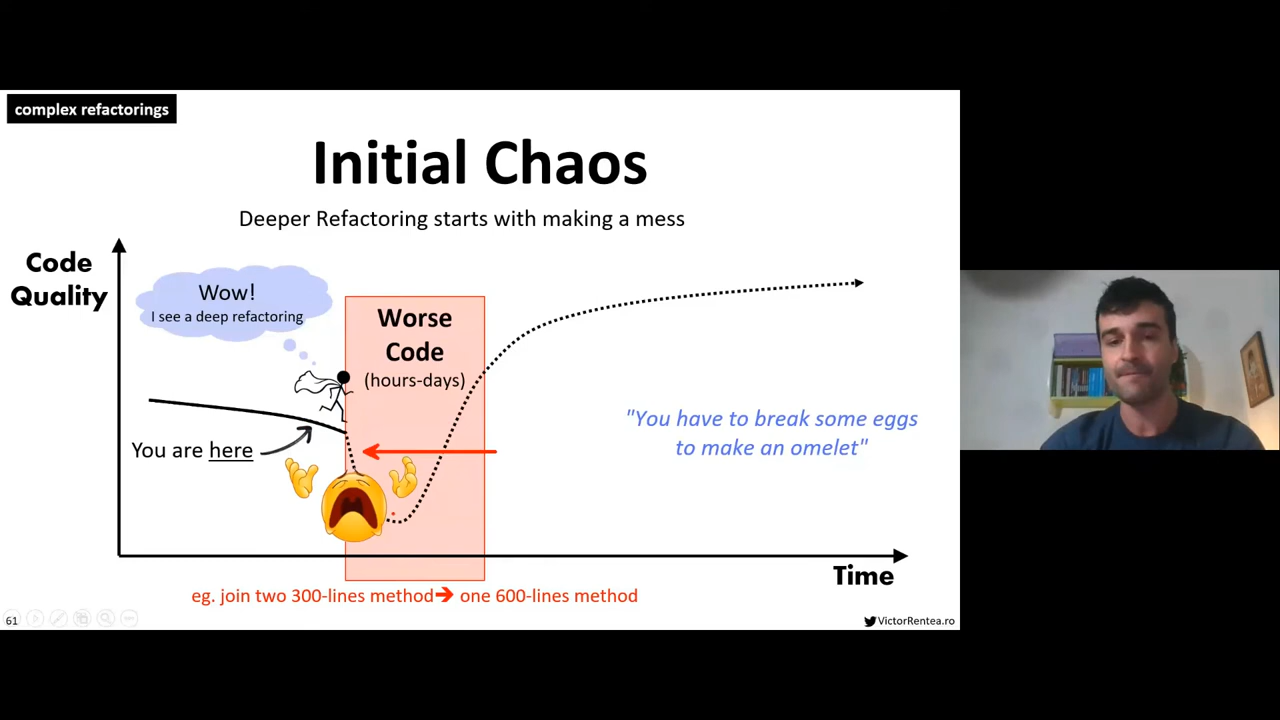 complex refactorings
Initial Chaos
Deeper Refactoring starts with making a mess
Code
Quality
Wow!
I see a deep refactoring
Worse
Code
(hours-days)
You are here
"You have to break some eggs
to make an omelet"
Time
eg. join two 300-lines method➔ one 600-lines method
61
VictorRentea.ro